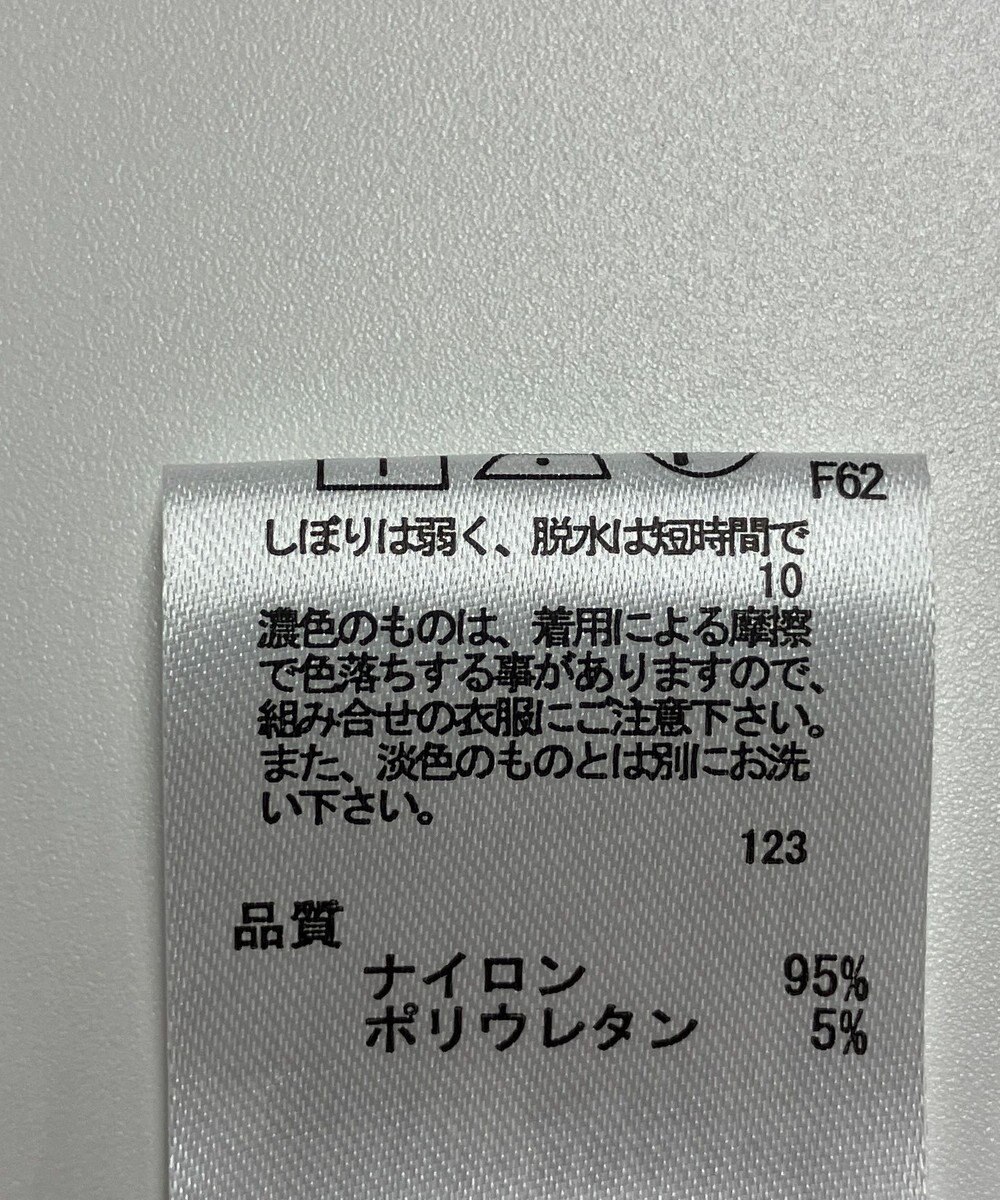 F62
しぼりは弱く、脱水は短時間で
10
濃色のものは、着用による摩擦
で色落ちする事がありますので、
組み合せの衣服にご注意下さい。
また、淡色のものとは別にお洗
い下さい。
123
品質
ナイロン 95%
ポリウレタン 5%